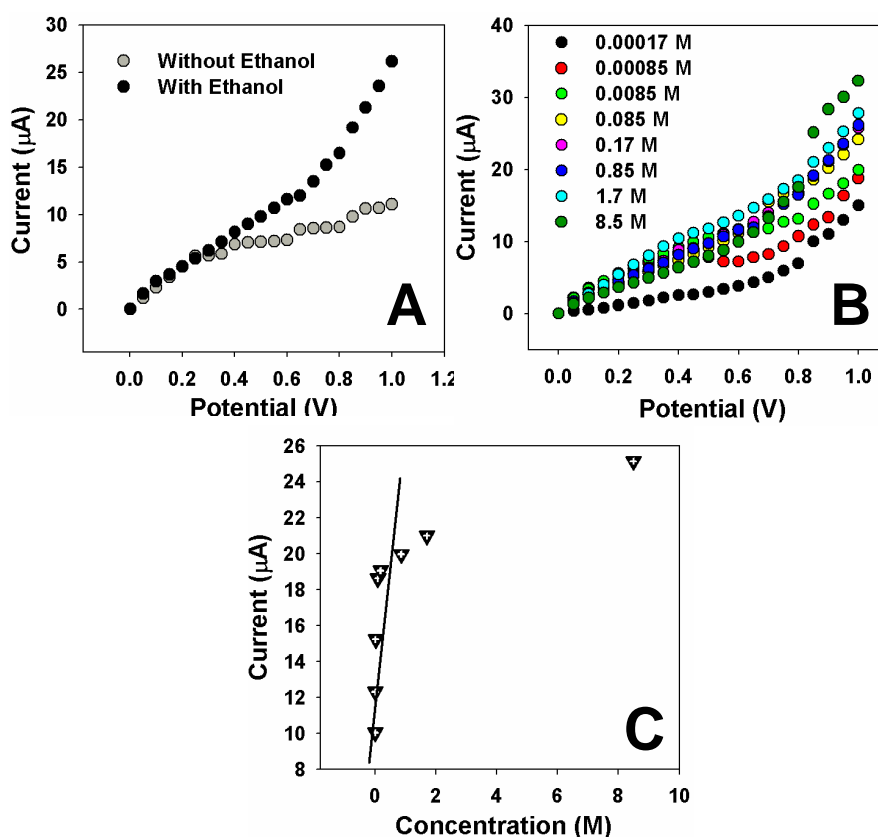 30
25
20
15
10
5
0
Current (μA)
Without Ethanol
With Ethanol
A
0.0 0.2 0.4 0.6 0.8 1.0 1.2
Potential (V)
40
30
20
10
0
Current (μA)
0.00017 M
0.00085 M
0.0085 M
0.085 M
0.17 M
0.85 M
1.7 M
8.5 M
B
0.0 0.2 0.4 0.6 0.8 1.0
Potential (V)
26
24
22
20
18
16
14
12
10
8
Current (μA)
C
0 2 4 6 8 10
Concentration (M)